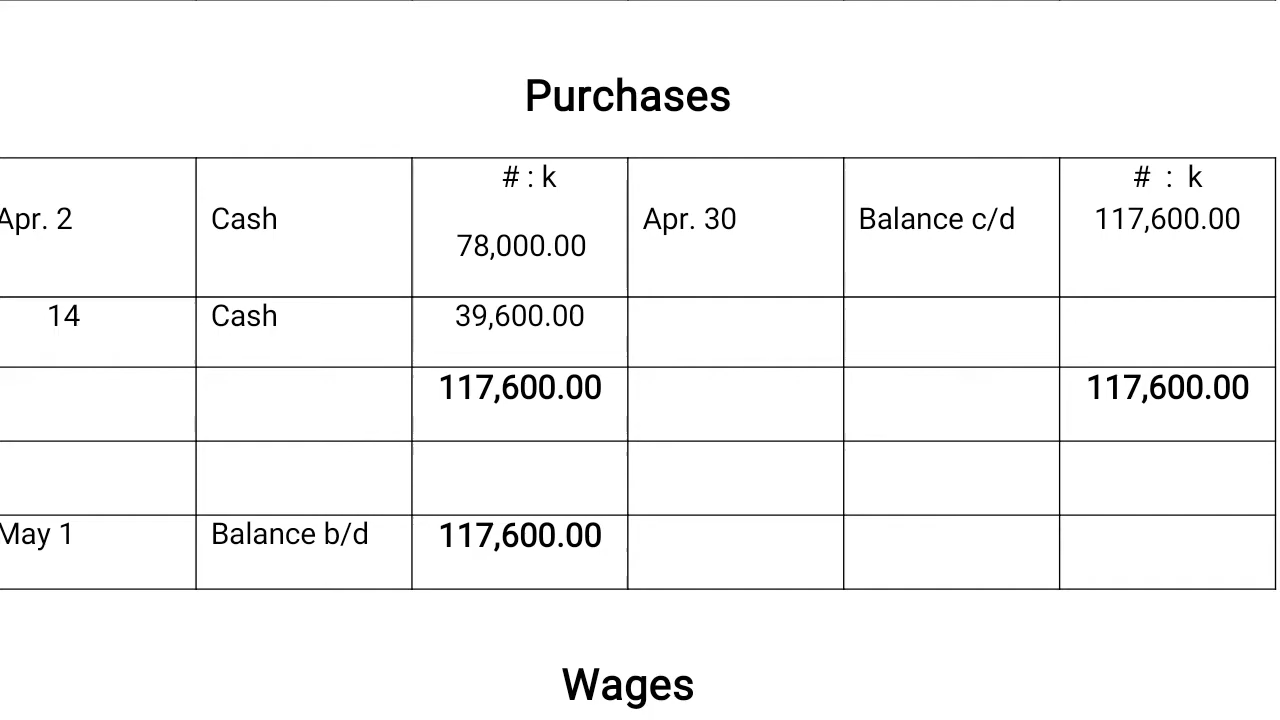 Purchases
# : k # : k
Apr. 2 Cash 78,000.00 Apr. 30 Balance c/d 117,600.00
14 Cash 39,600.00
117,600.00 117,600.00
May 1 Balance b/d 117,600.00
Wages